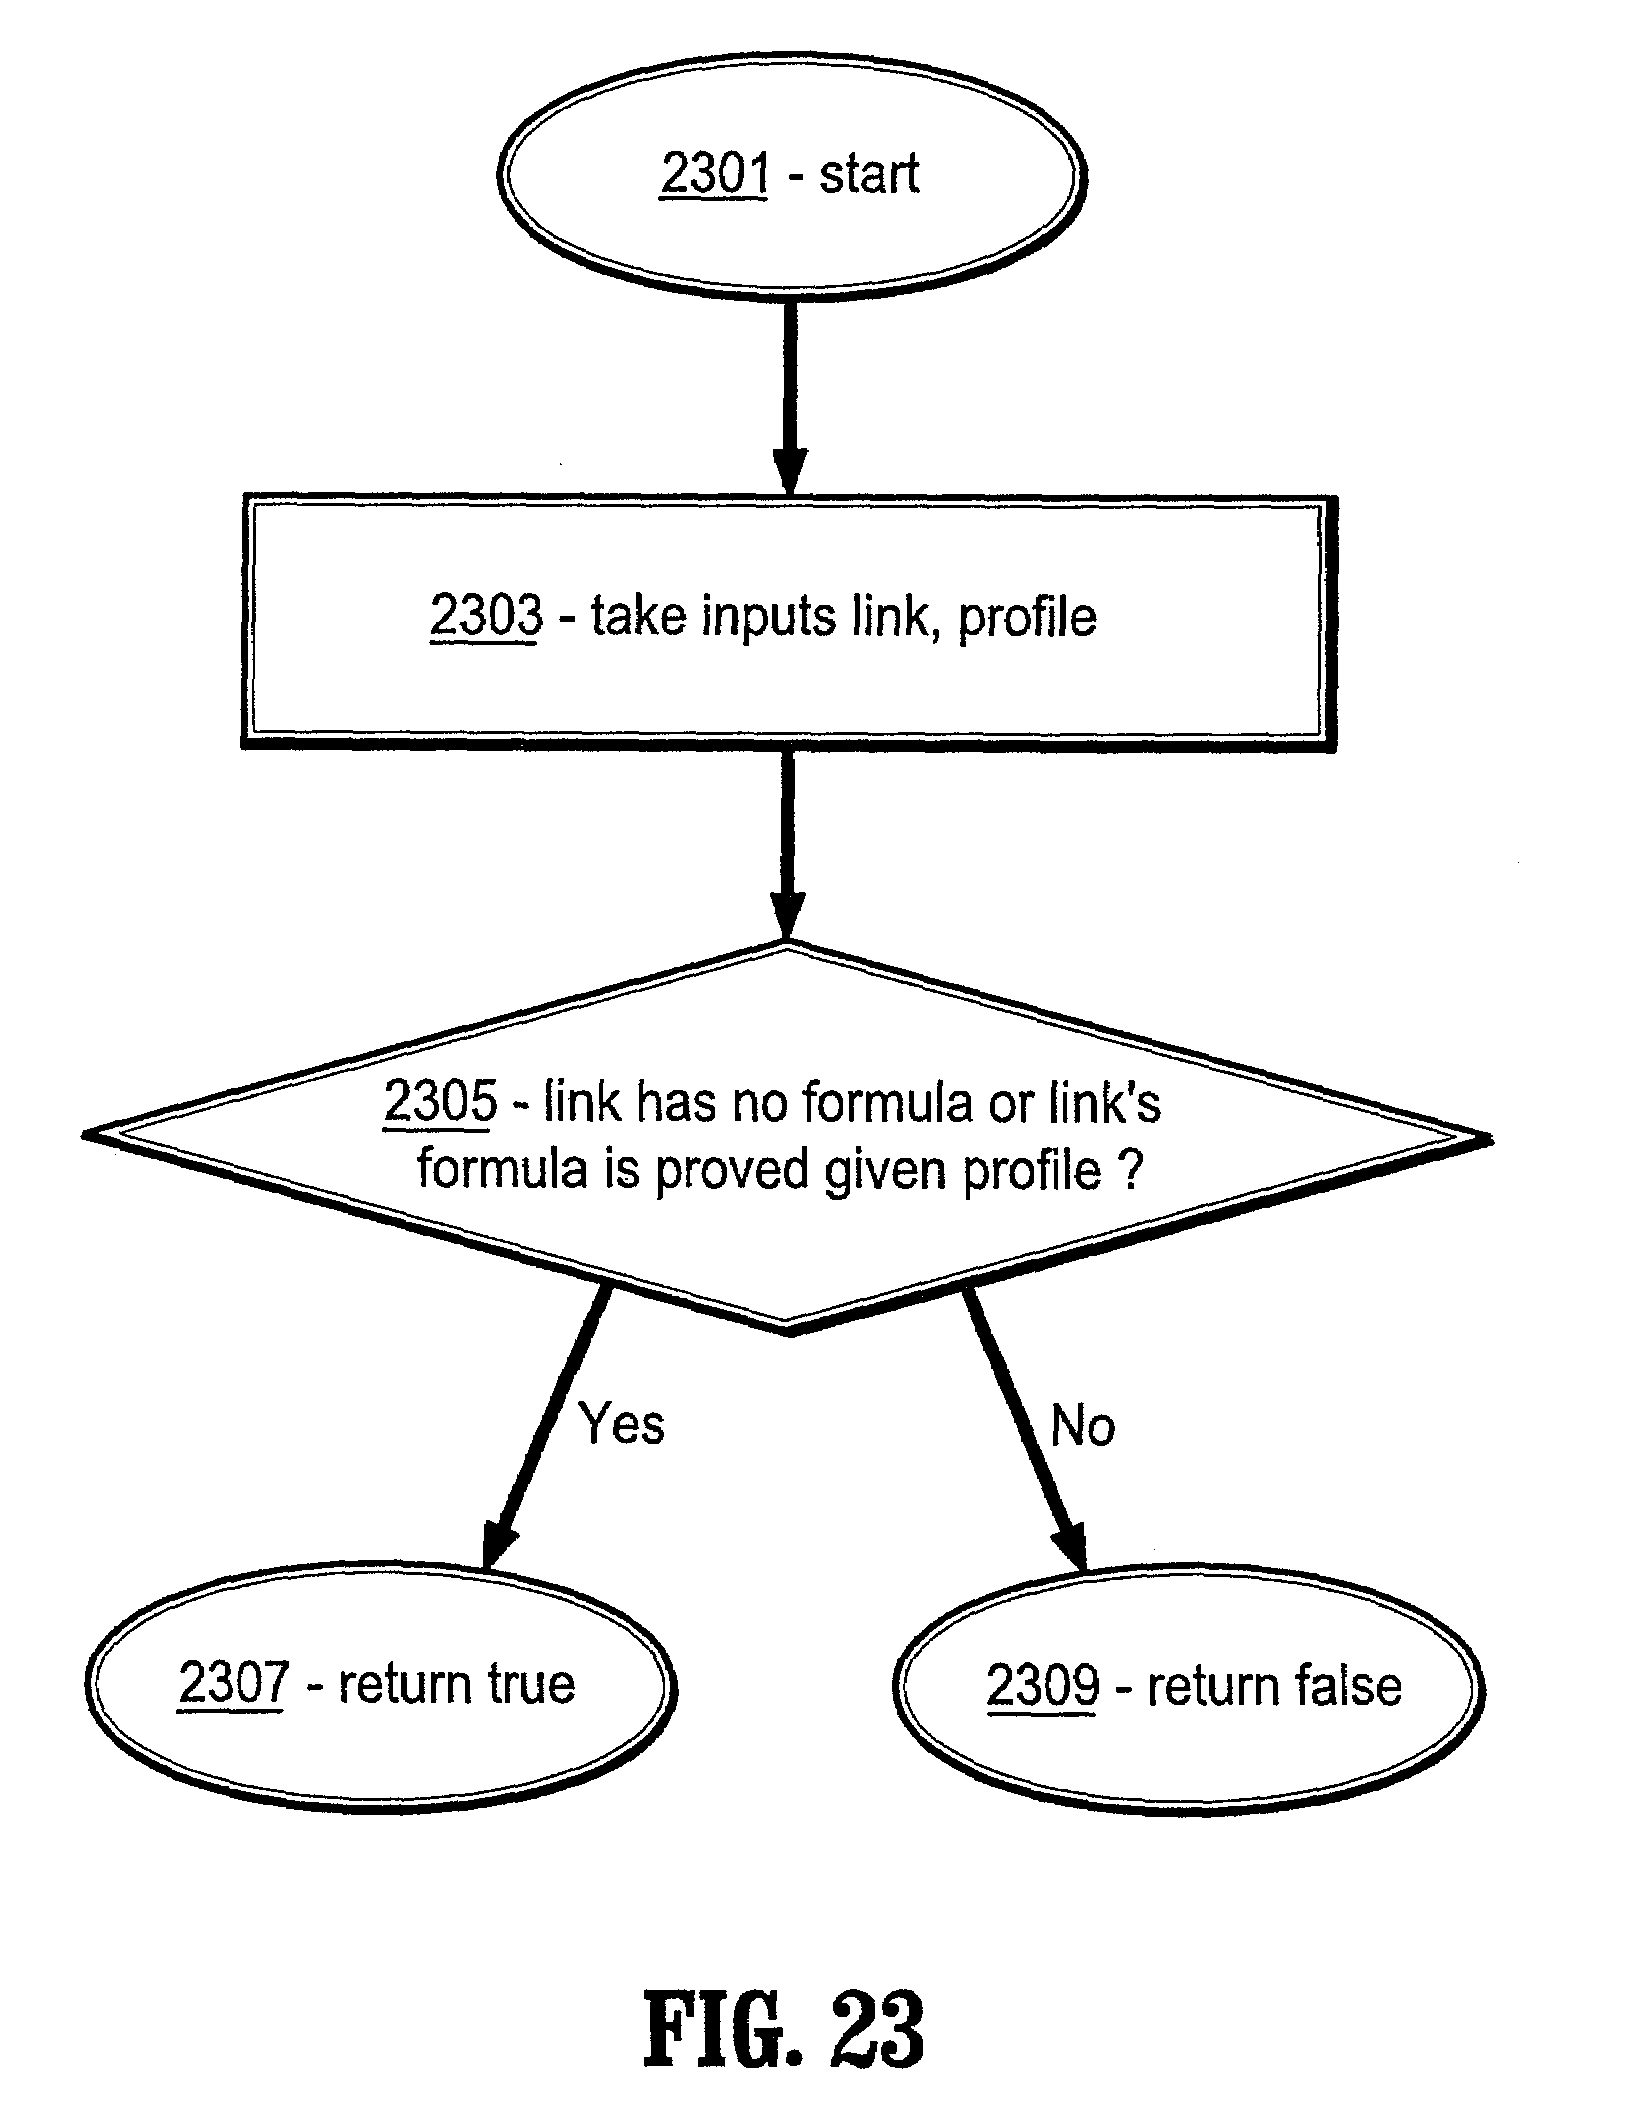 2301 - start
2303 - take inputs link, profile
2305 - link has no formula or link's
formula is proved given profile ?
Yes
No
2307 - return true
2309 - return false
FIG. 23